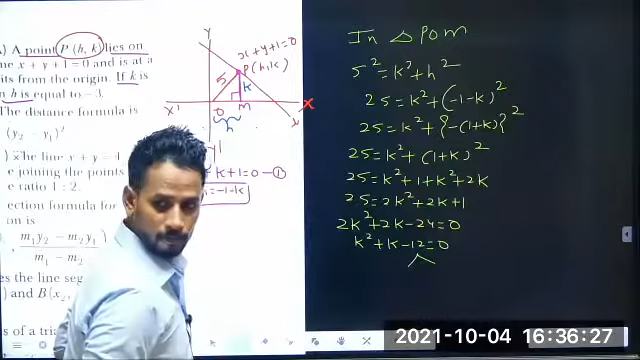 A) A point P (h, k) lies on
ne x + y + 1 = 0 and is at a
its from the origin. If k is
n h is equal to −3.
The distance formula is
(y₂ − y₁)²
) The line x + y = 4
e joining the points
e ratio 1 : 2.
ection formula for
on is
m₁y₂ − m₂y₁
m₁ − m₂
es the line seg
) and B(x₂,
s of a tria
y
x+y+1=0
P(h,k)
5
k
x'
O
M
X
h
y'
k+1=0 —①
=-1-k
In △ POM
5²=k²+h²
25=k²+(-1-k)²
25=k²+{-(1+k)}²
25=k²+(1+k)²
25=k²+1+k²+2k
25=2k²+2k+1
2k²+2k-24=0
k²+k-12=0
2021-10-04 16:36:27